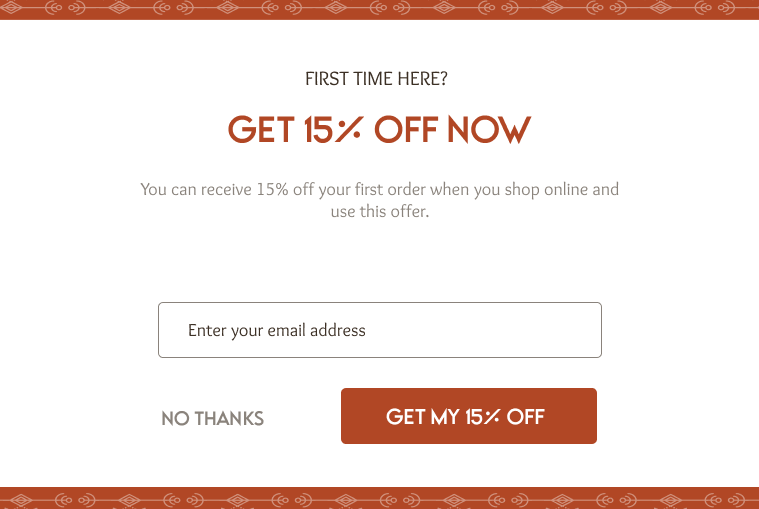 FIRST TIME HERE?
GET 15% OFF NOW
You can receive 15% off your first order when you shop online and
use this offer.
Enter your email address
NO THANKS
GET MY 15% OFF